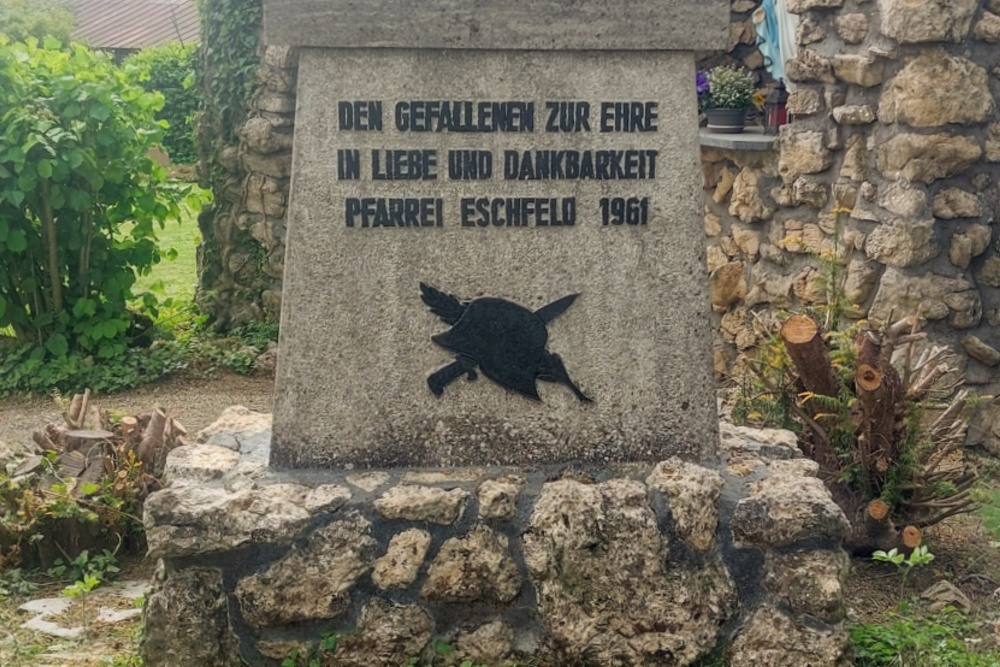 DEN GEFALLENEN ZUR EHRE
IN LIEBE UND DANKBARKEIT
PFARREI ESCHFELD 1961